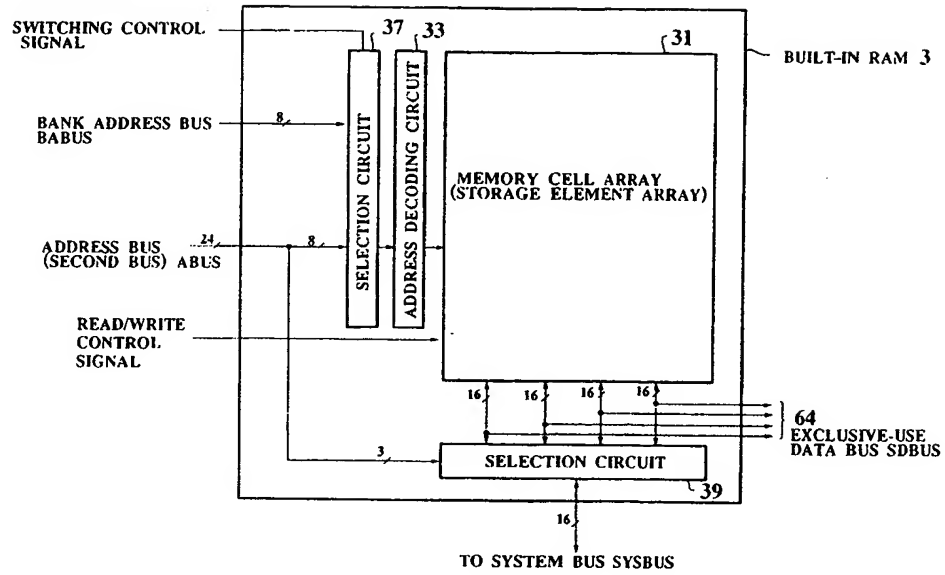 SWITCHING CONTROL
SIGNAL
37
33
31
BUILT-IN RAM 3
BANK ADDRESS BUS
BABUS
8
SELECTION CIRCUIT
ADDRESS DECODING CIRCUIT
MEMORY CELL ARRAY
(STORAGE ELEMENT ARRAY)
ADDRESS BUS
(SECOND BUS) ABUS
24
8
READ/WRITE
CONTROL
SIGNAL
16
16
16
16
64
EXCLUSIVE-USE
DATA BUS SDBUS
3
SELECTION CIRCUIT
39
16
TO SYSTEM BUS SYSBUS